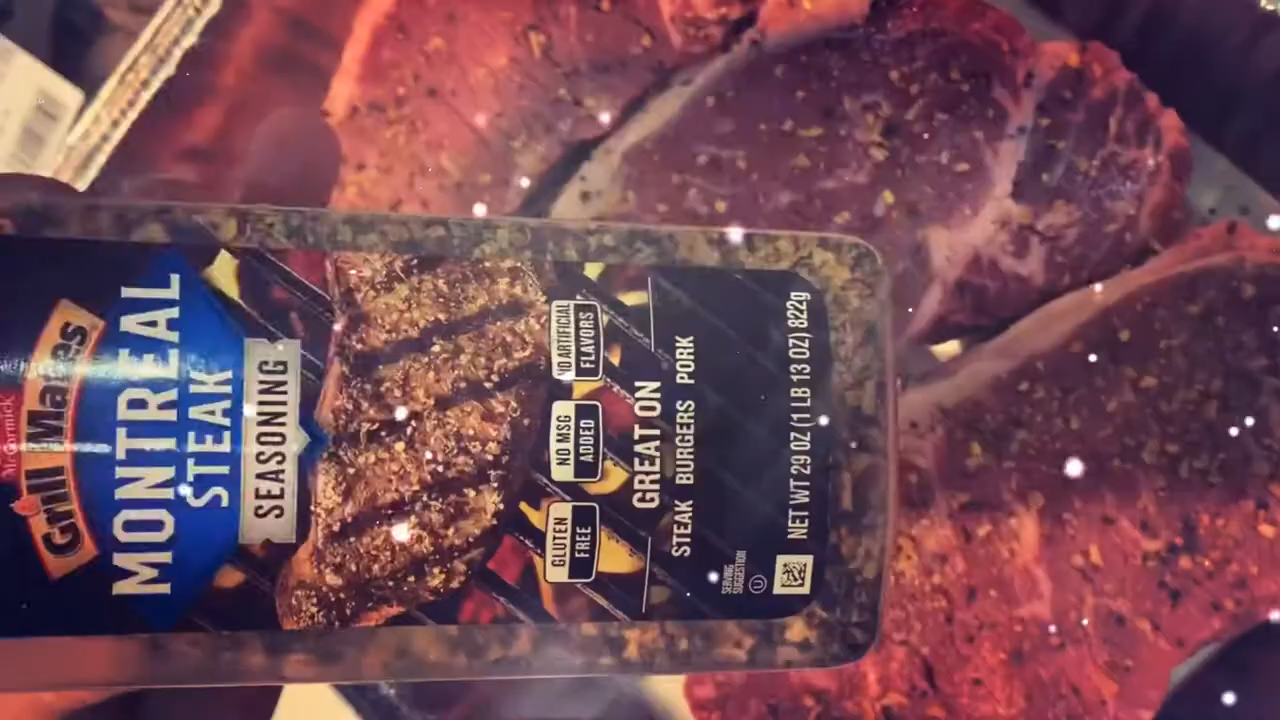 McCormick
Grill Mates
MONTREAL
STEAK
SEASONING
NO ARTIFICIAL
FLAVORS
NO MSG
ADDED
GLUTEN
FREE
GREAT ON
STEAK BURGERS PORK
SERVING
SUGGESTION
U
NET WT 29 OZ (1 LB 13 OZ) 822g